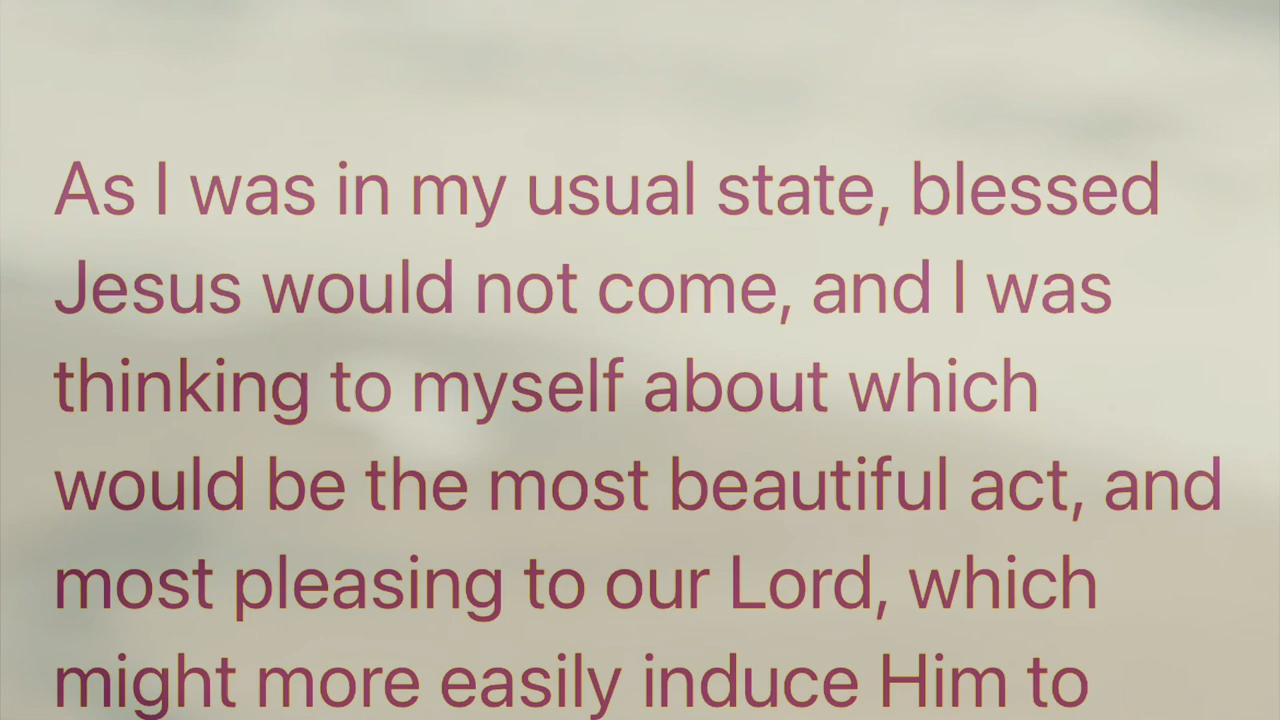 As I was in my usual state, blessed
Jesus would not come, and I was
thinking to myself about which
would be the most beautiful act, and
most pleasing to our Lord, which
might more easily induce Him to